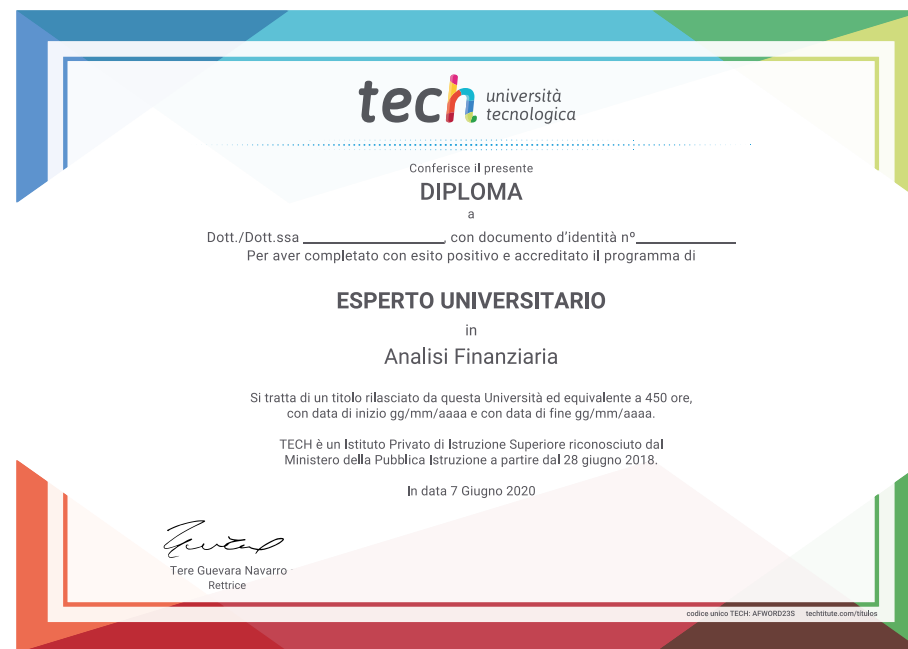 tech università
tecnologica
Conferisce il presente
DIPLOMA
a
Dott./Dott.ssa ____________________, con documento d'identità nº______________
Per aver completato con esito positivo e accreditato il programma di
ESPERTO UNIVERSITARIO
in
Analisi Finanziaria
Si tratta di un titolo rilasciato da questa Università ed equivalente a 450 ore,
con data di inizio gg/mm/aaaa e con data di fine gg/mm/aaaa.
TECH è un Istituto Privato di Istruzione Superiore riconosciuto dal
Ministero della Pubblica Istruzione a partire dal 28 giugno 2018.
In data 7 Giugno 2020
Tere Guevara Navarro
Rettrice
codice unico TECH: AFWORD23S techtitute.com/titulos